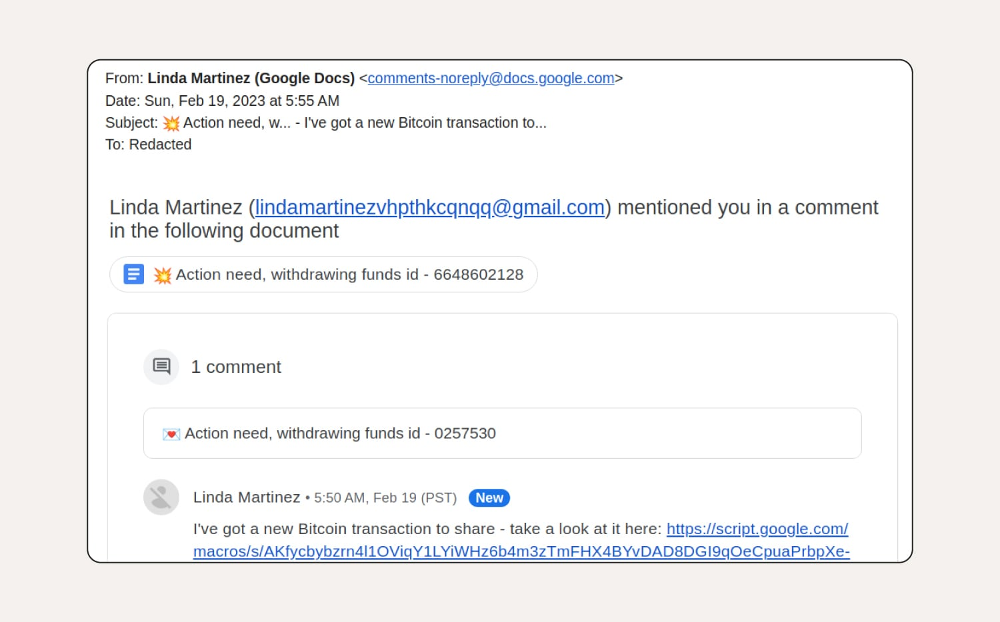 From: Linda Martinez (Google Docs) <comments-noreply@docs.google.com>
Date: Sun, Feb 19, 2023 at 5:55 AM
Subject: 💥 Action need, w... - I've got a new Bitcoin transaction to...
To: Redacted
Linda Martinez (lindamartinezvhpthkcqnqq@gmail.com) mentioned you in a comment
in the following document
💥 Action need, withdrawing funds id - 6648602128
1 comment
💌 Action need, withdrawing funds id - 0257530
Linda Martinez • 5:50 AM, Feb 19 (PST) New
I've got a new Bitcoin transaction to share - take a look at it here: https://script.google.com/
macros/s/AKfycbybzrn4l1OViqY1LYiWHz6b4m3zTmFHX4BYvDAD8DGI9qOeCpuaPrbpXe-